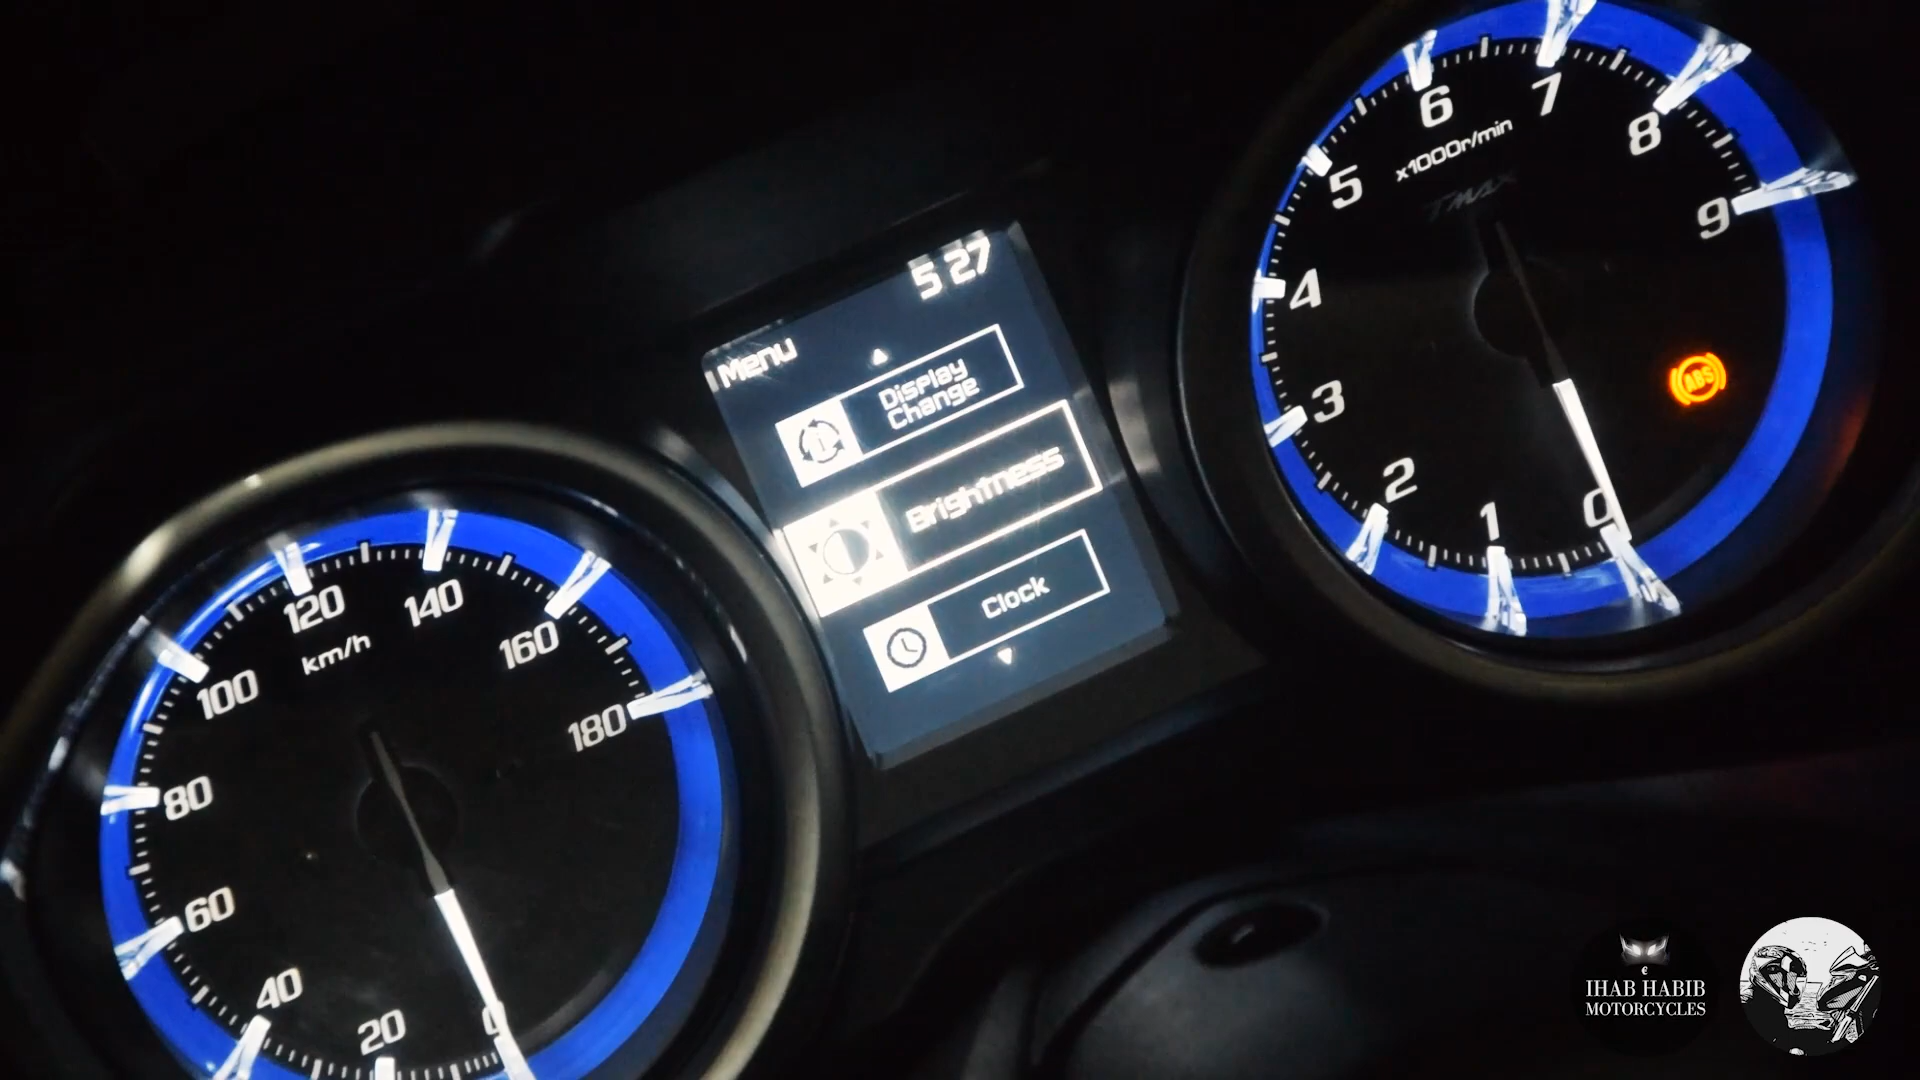 5 27
Menu
Display
Change
Brightness
Clock
180
160
140
120
km/h
100
80
60
40
20
0
9
8
7
6
x1000r/min
TMAX
5
4
3
2
1
0
ABS
IHAB HABIB
MOTORCYCLES